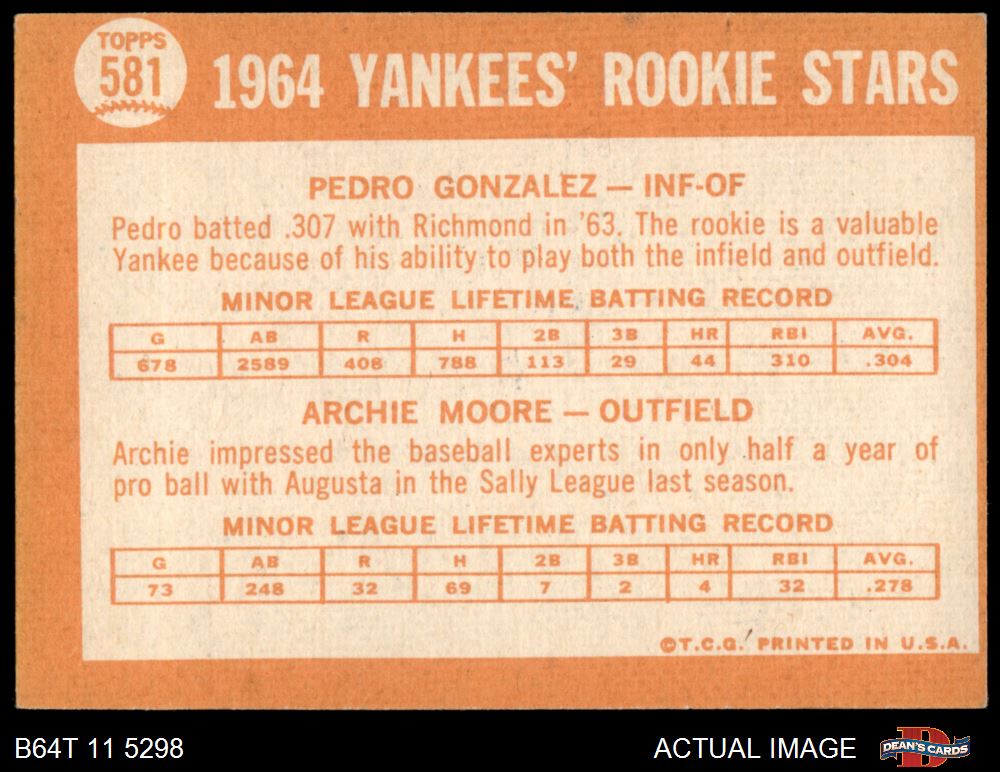 TOPPS
581
1964 YANKEES' ROOKIE STARS
PEDRO GONZALEZ — INF-OF
Pedro batted .307 with Richmond in '63. The rookie is a valuable
Yankee because of his ability to play both the infield and outfield.
MINOR LEAGUE LIFETIME BATTING RECORD
G AB R H 2B 3B HR RBI AVG.
678 2589 408 788 113 29 44 310 .304
ARCHIE MOORE — OUTFIELD
Archie impressed the baseball experts in only half a year of
pro ball with Augusta in the Sally League last season.
MINOR LEAGUE LIFETIME BATTING RECORD
G AB R H 2B 3B HR RBI AVG.
73 248 32 69 7 2 4 32 .278
©T.C.G. PRINTED IN U.S.A.
B64T 11 5298
ACTUAL IMAGE
D
DEAN'S CARDS